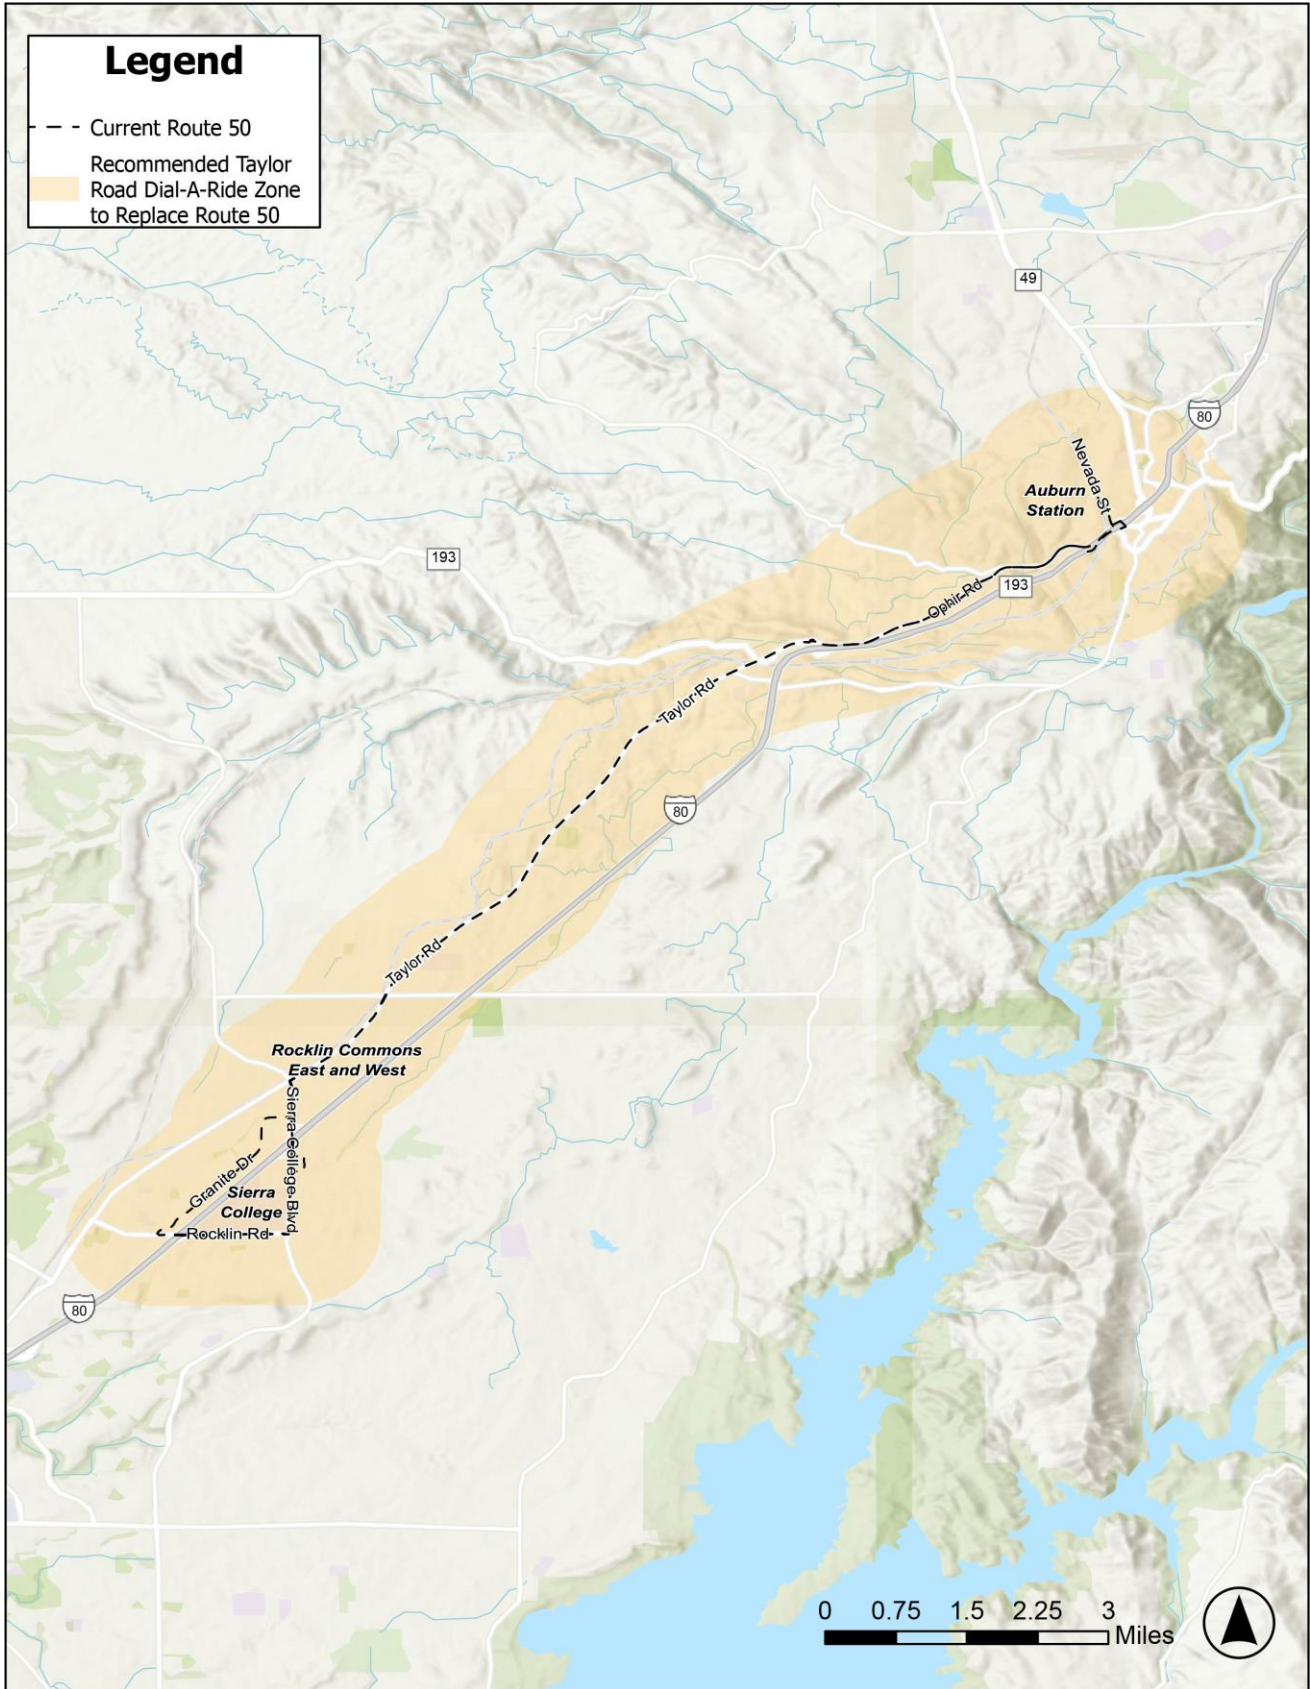 Legend
Current Route 50
Recommended Taylor
Road Dial-A-Ride Zone
to Replace Route 50
49
80
Nevada St
Auburn
Station
193
193
Ophir Rd
Taylor Rd
80
Taylor Rd
Rocklin Commons
East and West
Sierra College Blvd
Granite Dr
Sierra
College
Rocklin Rd
80
0 0.75 1.5 2.25 3
Miles